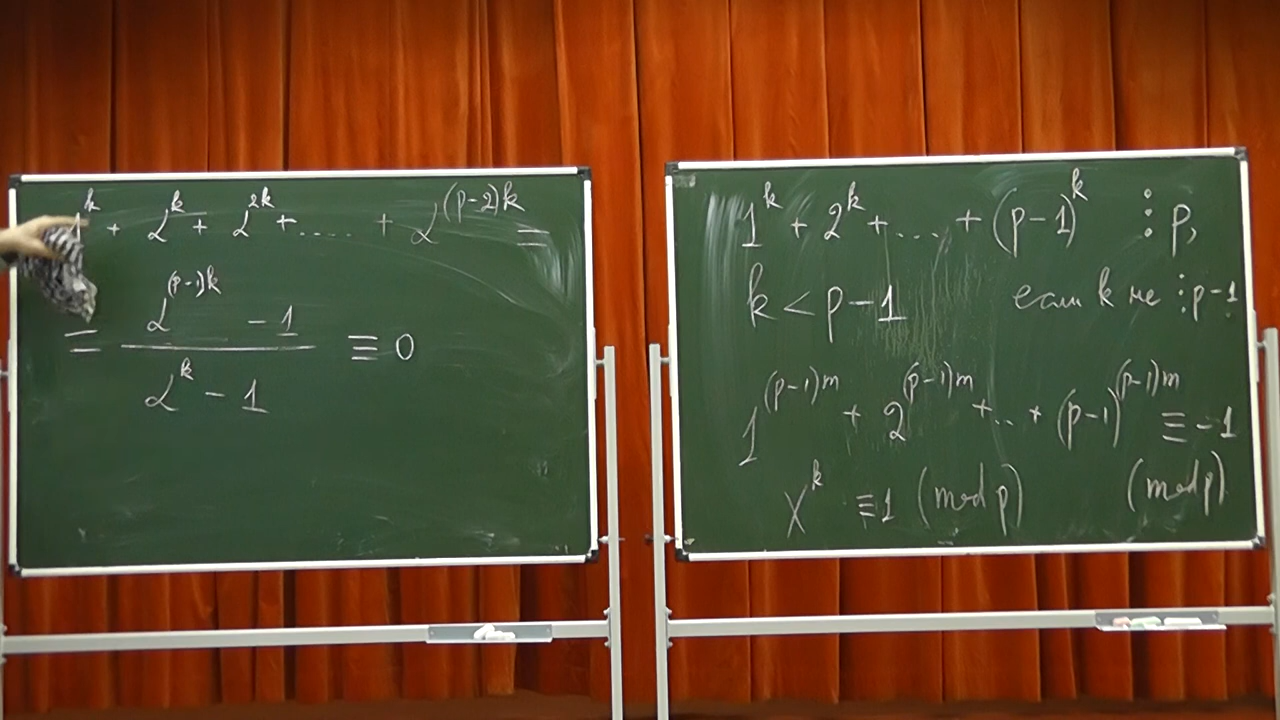 1^k + α^k + α^{2k} + ..... + α^{(p-2)k} =
= \frac{α^{(p-1)k} - 1}{α^k - 1} ≡ 0
1^k + 2^k + ... + (p-1)^k ⋮ p,
k < p-1 если k не ⋮ p-1
1^{(p-1)m} + 2^{(p-1)m} + ... + (p-1)^{(p-1)m} ≡ -1
x^k ≡ 1 (mod p) (mod p)